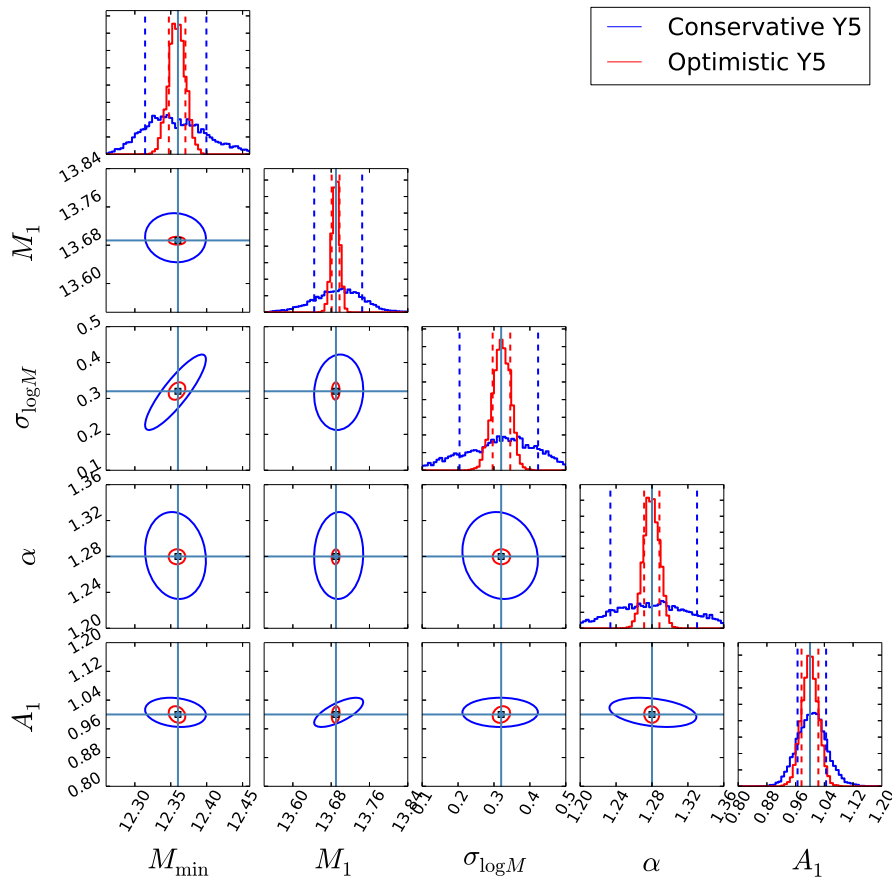 Conservative Y5
Optimistic Y5
M₁
13.84
13.76
13.68
13.60
σ_logM
0.5
0.4
0.3
0.2
0.1
α
1.36
1.32
1.28
1.24
1.20
A₁
1.20
1.12
1.04
0.96
0.88
0.80
12.30 12.35 12.40 12.45
13.60 13.68 13.76 13.84
0.1 0.2 0.3 0.4 0.5
1.20 1.24 1.28 1.32 1.36
0.80 0.88 0.96 1.04 1.12 1.20
M_min M₁ σ_logM α A₁